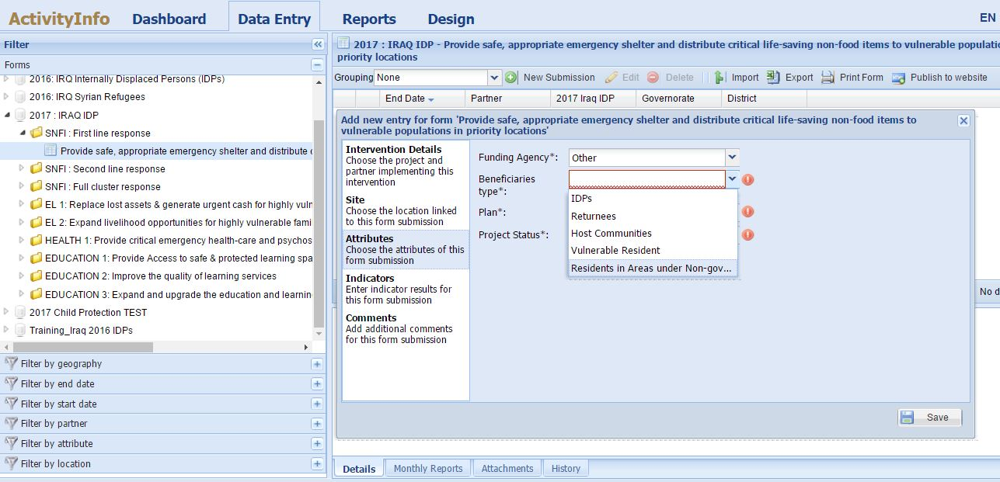 ActivityInfo
Dashboard
Data Entry
Reports
Design
EN
Filter
Forms
2016: IRQ Internally Displaced Persons (IDPs)
2016: IRQ Syrian Refugees
2017 : IRAQ IDP
SNFI : First line response
Provide safe, appropriate emergency shelter and distribute c
SNFI : Second line response
SNFI : Full cluster response
EL 1: Replace lost assets & generate urgent cash for highly vuln
EL 2: Expand livelihood opportunities for highly vulnerable fami
HEALTH 1: Provide critical emergency health-care and psychos
EDUCATION 1: Provide Access to safe & protected learning spa
EDUCATION 2: Improve the quality of learning services
EDUCATION 3: Expand and upgrade the education and learnin
2017 Child Protection TEST
Training_Iraq 2016 IDPs
Filter by geography
Filter by end date
Filter by start date
Filter by partner
Filter by attribute
Filter by location
2017 : IRAQ IDP - Provide safe, appropriate emergency shelter and distribute critical life-saving non-food items to vulnerable populatio
priority locations
Grouping None New Submission Edit Delete Import Export Print Form Publish to website
End Date Partner 2017 Iraq IDP Governorate District
Add new entry for form 'Provide safe, appropriate emergency shelter and distribute critical life-saving non-food items to
vulnerable populations in priority locations'
Intervention Details
Choose the project and
partner implementing this
intervention
Site
Choose the location linked
to this form submission
Attributes
Choose the attributes of this
form submission
Indicators
Enter indicator results for
this form submission
Comments
Add additional comments
for this form submission
Funding Agency*: Other
Beneficiaries
type*:
IDPs
Returnees
Host Communities
Vulnerable Resident
Residents in Areas under Non-gov...
Plan*:
Project Status*:
No d
Save
Details
Monthly Reports
Attachments
History